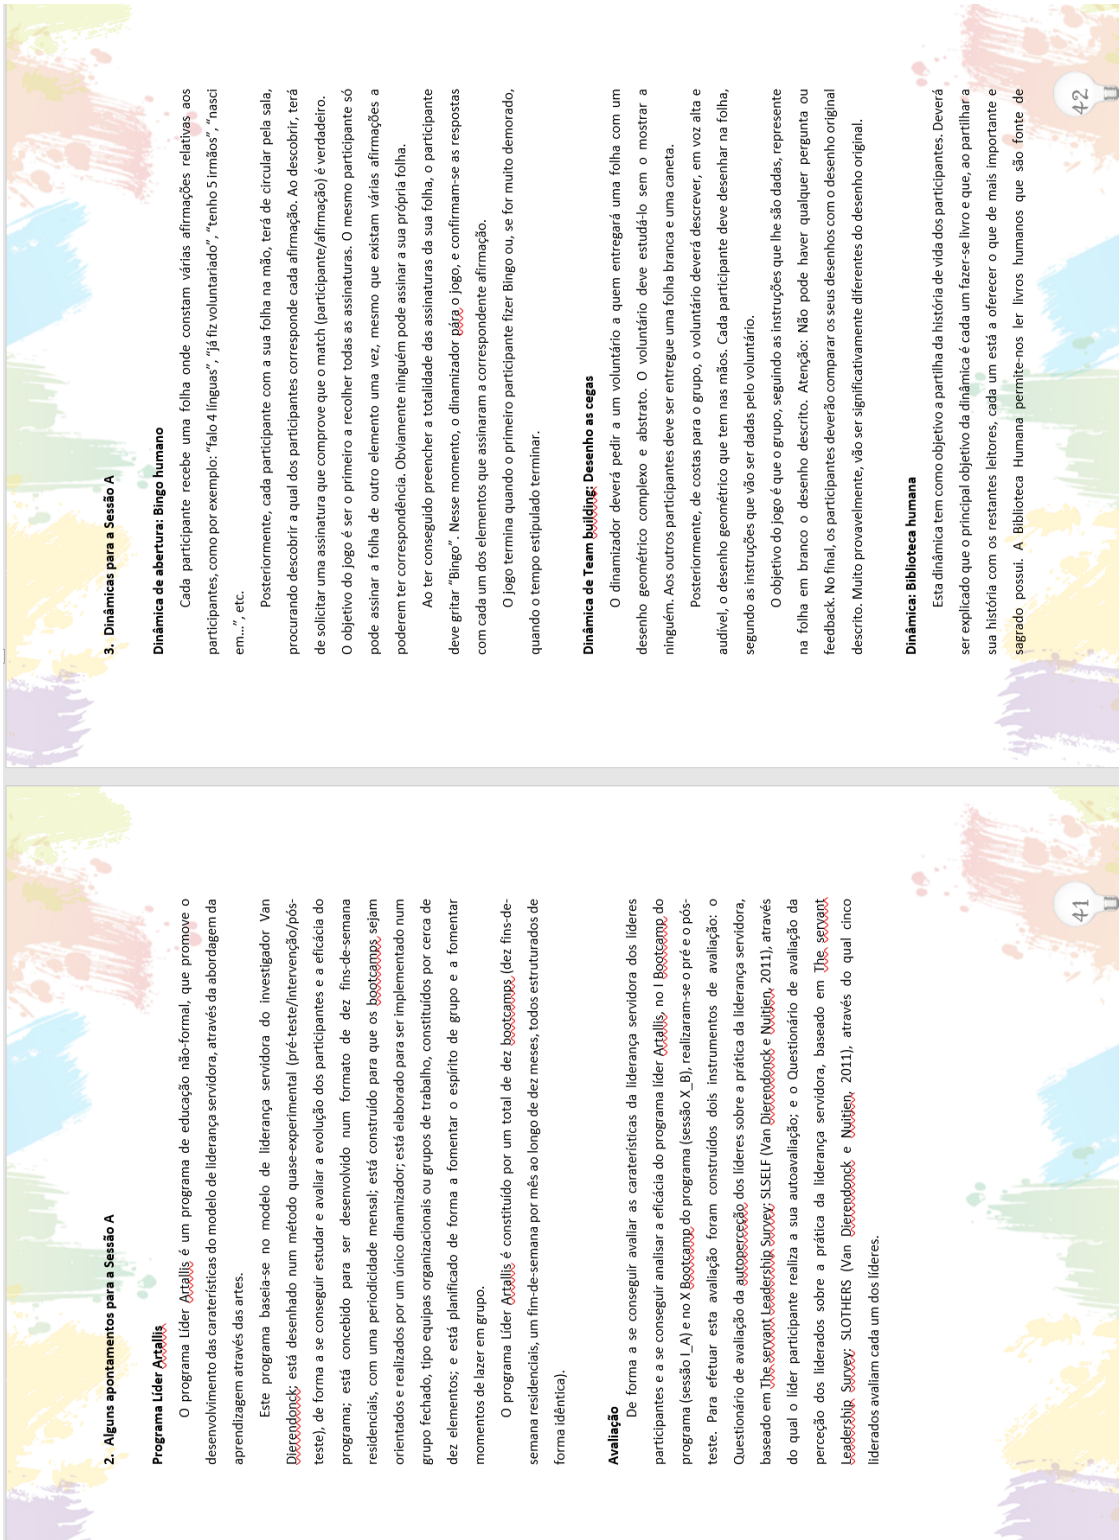 2. Alguns apontamentos para a Sessão A
Programa Líder Artallis
O programa Líder Artallis é um programa de educação não-formal, que promove o
desenvolvimento das caraterísticas do modelo de liderança servidora, através da abordagem da
aprendizagem através das artes.
Este programa baseia-se no modelo de liderança servidora do investigador Van
Dierendonck; está desenhado num método quase-experimental (pré-teste/intervenção/pós-
teste), de forma a se conseguir estudar e avaliar a evolução dos participantes e a eficácia do
programa; está concebido para ser desenvolvido num formato de dez fins-de-semana
residenciais, com uma periodicidade mensal; está construído para que os bootcamps sejam
orientados e realizados por um único dinamizador; está elaborado para ser implementado num
grupo fechado, tipo equipas organizacionais ou grupos de trabalho, constituídos por cerca de
dez elementos; e está planificado de forma a fomentar o espírito de grupo e a fomentar
momentos de lazer em grupo.
O programa Líder Artallis é constituído por um total de dez bootcamps (dez fins-de-
semana residenciais, um fim-de-semana por mês ao longo de dez meses, todos estruturados de
forma idêntica).
Avaliação
De forma a se conseguir avaliar as caraterísticas da liderança servidora dos líderes
participantes e a se conseguir analisar a eficácia do programa líder Artallis, no I Bootcamp do
programa (sessão I_A) e no X Bootcamp do programa (sessão X_B), realizaram-se o pré e o pós-
teste. Para efetuar esta avaliação foram construídos dois instrumentos de avaliação: o
Questionário de avaliação da autoperceção dos líderes sobre a prática da liderança servidora,
baseado em The servant Leadership Survey: SLSELF (Van Dierendonck e Nuitjen, 2011), através
do qual o líder participante realiza a sua autoavaliação; e o Questionário de avaliação da
perceção dos liderados sobre a prática da liderança servidora, baseado em The servant
Leadership Survey: SLOTHERS (Van Dierendonck e Nuitjen, 2011), através do qual cinco
liderados avaliam cada um dos líderes.
41
3. Dinâmicas para a Sessão A
Dinâmica de abertura: Bingo humano
Cada participante recebe uma folha onde constam várias afirmações relativas aos
participantes, como por exemplo: “falo 4 línguas”, “já fiz voluntariado”, “tenho 5 irmãos”, “nasci
em...”, etc.
Posteriormente, cada participante com a sua folha na mão, terá de circular pela sala,
procurando descobrir a qual dos participantes corresponde cada afirmação. Ao descobrir, terá
de solicitar uma assinatura que comprove que o match (participante/afirmação) é verdadeiro.
O objetivo do jogo é ser o primeiro a recolher todas as assinaturas. O mesmo participante só
pode assinar a folha de outro elemento uma vez, mesmo que existam várias afirmações a
poderem ter correspondência. Obviamente ninguém pode assinar a sua própria folha.
Ao ter conseguido preencher a totalidade das assinaturas da sua folha, o participante
deve gritar “Bingo”. Nesse momento, o dinamizador pára o jogo, e confirmam-se as respostas
com cada um dos elementos que assinaram a correspondente afirmação.
O jogo termina quando o primeiro participante fizer Bingo ou, se for muito demorado,
quando o tempo estipulado terminar.
Dinâmica de Team building: Desenho as cegas
O dinamizador deverá pedir a um voluntário a quem entregará uma folha com um
desenho geométrico complexo e abstrato. O voluntário deve estudá-lo sem o mostrar a
ninguém. Aos outros participantes deve ser entregue uma folha branca e uma caneta.
Posteriormente, de costas para o grupo, o voluntário deverá descrever, em voz alta e
audível, o desenho geométrico que tem nas mãos. Cada participante deve desenhar na folha,
segundo as instruções que vão ser dadas pelo voluntário.
O objetivo do jogo é que o grupo, seguindo as instruções que lhe são dadas, represente
na folha em branco o desenho descrito. Atenção: Não pode haver qualquer pergunta ou
feedback. No final, os participantes deverão comparar os seus desenhos com o desenho original
descrito. Muito provavelmente, vão ser significativamente diferentes do desenho original.
Dinâmica: Biblioteca humana
Esta dinâmica tem como objetivo a partilha da história de vida dos participantes. Deverá
ser explicado que o principal objetivo da dinâmica é cada um fazer-se livro e que, ao partilhar a
sua história com os restantes leitores, cada um está a oferecer o que de mais importante e
sagrado possui. A Biblioteca Humana permite-nos ler livros humanos que são fonte de
42